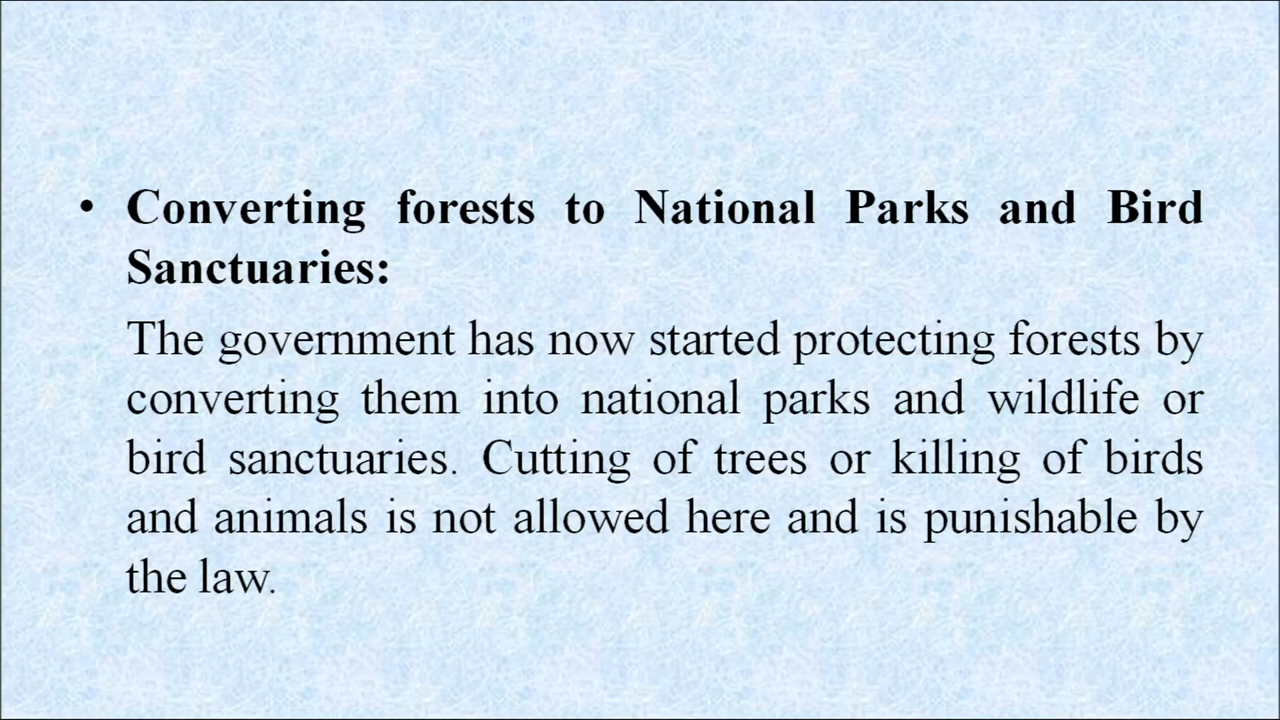 • Converting forests to National Parks and Bird
Sanctuaries:
The government has now started protecting forests by
converting them into national parks and wildlife or
bird sanctuaries. Cutting of trees or killing of birds
and animals is not allowed here and is punishable by
the law.